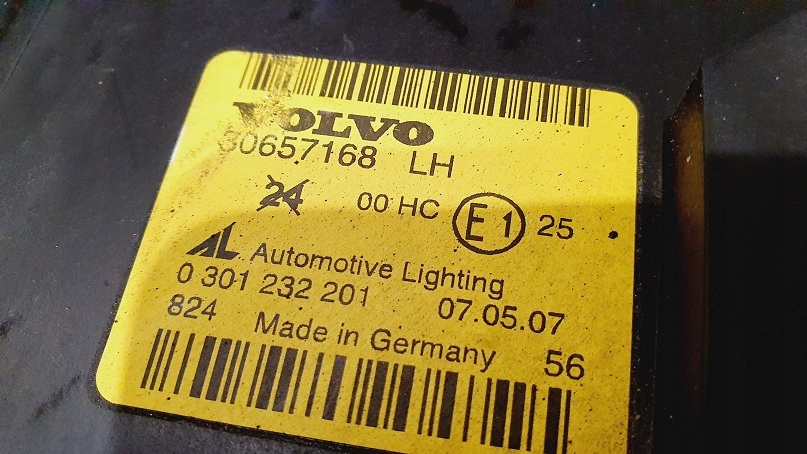 VOLVO
30657168 LH
24 00 HC E1 25
AL Automotive Lighting
0 301 232 201 07.05.07
824 Made in Germany 56